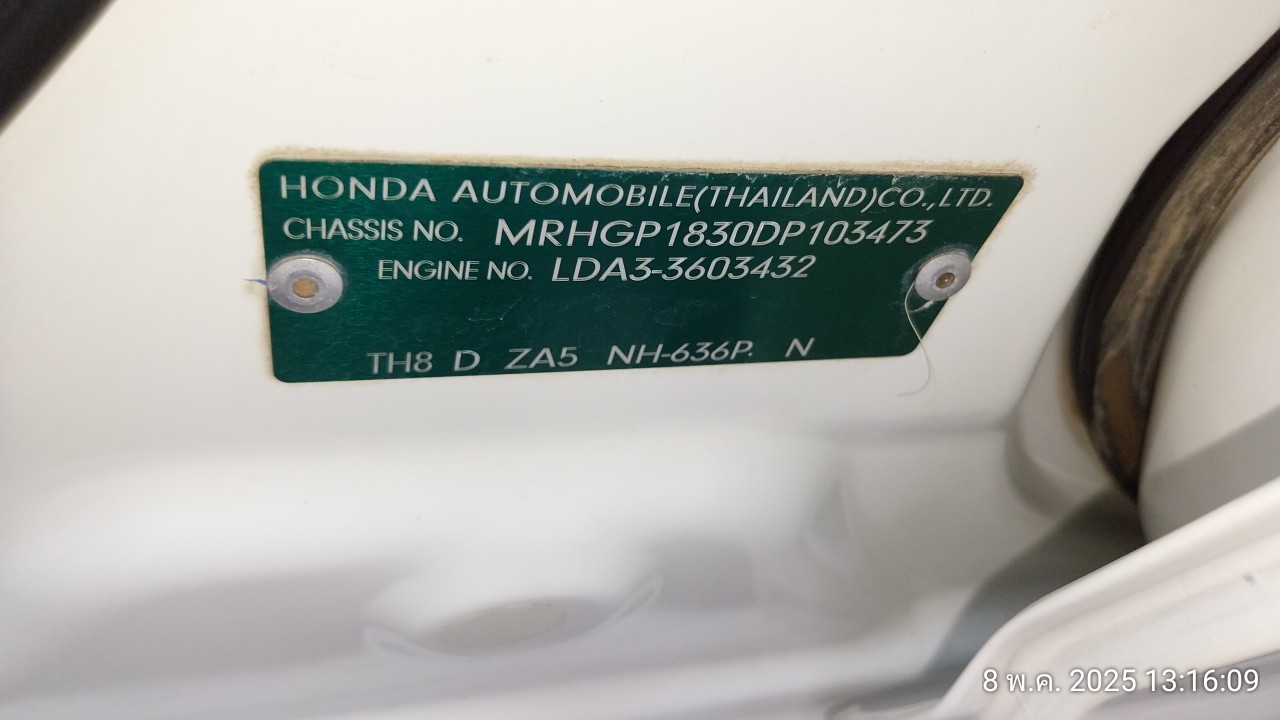 HONDA AUTOMOBILE(THAILAND)CO.,LTD.
CHASSIS NO. MRHGP1830DP103473
ENGINE NO. LDA3-3603432
TH8 D ZA5 NH-636P. N
8 พ.ค. 2025 13:16:09